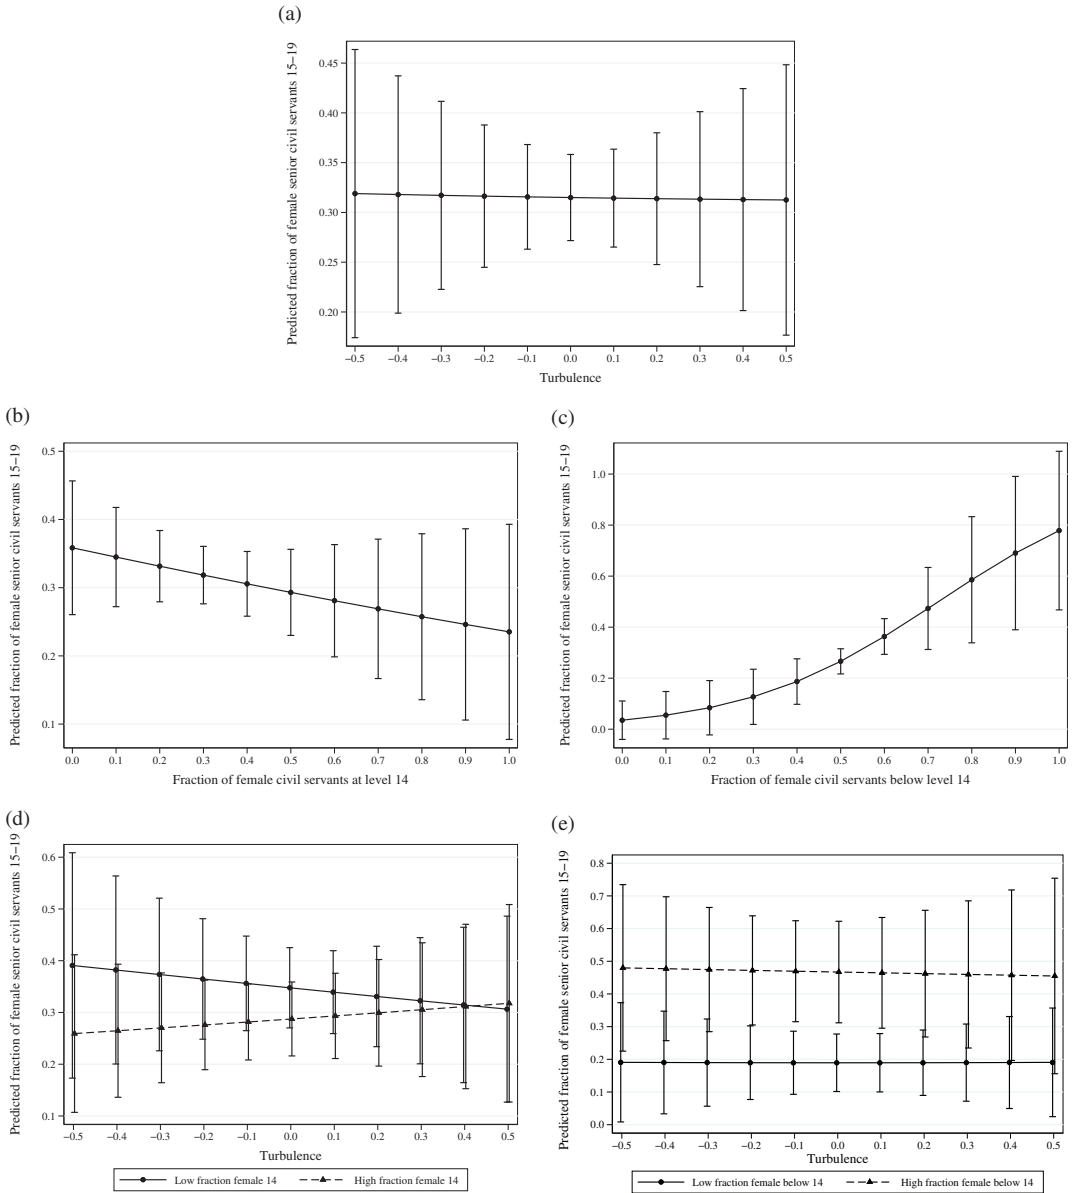 (a)
Predicted fraction of female senior civil servants 15–19
0.45
0.40
0.35
0.30
0.25
0.20
−0.5 −0.4 −0.3 −0.2 −0.1 0.0 0.1 0.2 0.3 0.4 0.5
Turbulence
(b)
Predicted fraction of female senior civil servants 15–19
0.5
0.4
0.3
0.2
0.1
0.0 0.1 0.2 0.3 0.4 0.5 0.6 0.7 0.8 0.9 1.0
Fraction of female civil servants at level 14
(c)
Predicted fraction of female senior civil servants 15–19
1.0
0.8
0.6
0.4
0.2
0.0
0.0 0.1 0.2 0.3 0.4 0.5 0.6 0.7 0.8 0.9 1.0
Fraction of female civil servants below level 14
(d)
Predicted fraction of female senior civil servants 15–19
0.6
0.5
0.4
0.3
0.2
0.1
−0.5 −0.4 −0.3 −0.2 −0.1 0.0 0.1 0.2 0.3 0.4 0.5
Turbulence
Low fraction female 14 High fraction female 14
(e)
Predicted fraction of female senior civil servants 15–19
0.8
0.7
0.6
0.5
0.4
0.3
0.2
0.1
0.0
−0.5 −0.4 −0.3 −0.2 −0.1 0.0 0.1 0.2 0.3 0.4 0.5
Turbulence
Low fraction female below 14 High fraction female below 14